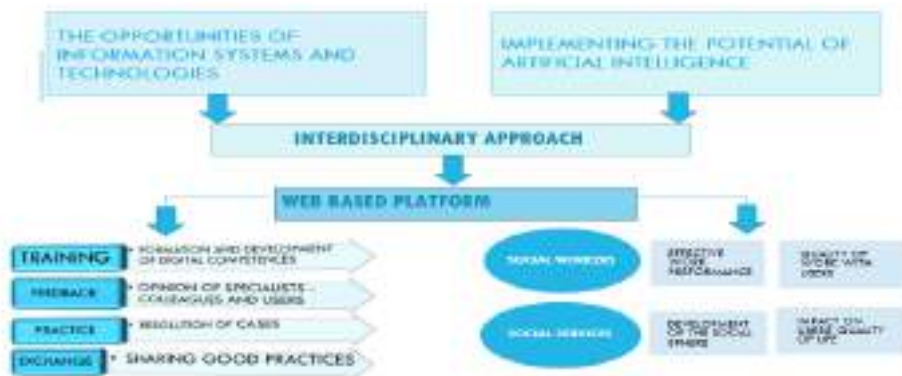 THE OPPORTUNITIES OF
INFORMATION SYSTEMS AND
TECHNOLOGIES
IMPLEMENTING THE POTENTIAL OF
ARTIFICIAL INTELLIGENCE
INTERDISCIPLINARY APPROACH
WEB BASED PLATFORM
TRAINING
• FORMATION AND DEVELOPMENT
OF DIGITAL COMPETENCES
FEEDBACK
• OPINION OF SPECIALISTS -
COLLEAGUES AND USERS
PRACTICE
• RESOLUTION OF CASES
EXCHANGE
• SHARING GOOD PRACTICES
SOCIAL WORKERS
EFFECTIVE
WORK
PERFORMANCE
QUALITY OF
WORK WITH
USERS
SOCIAL SERVICES
DEVELOPMENT
OF THE SOCIAL
SPHERE
IMPACT ON
USERS' QUALITY
OF LIFE